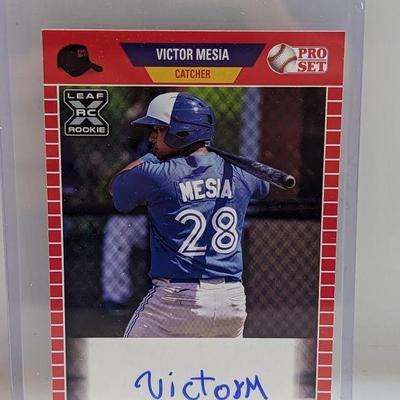 VICTOR MESIA
CATCHER
PRO
SET
LEAF
RC
ROOKIE
MESIA
28
VictorM